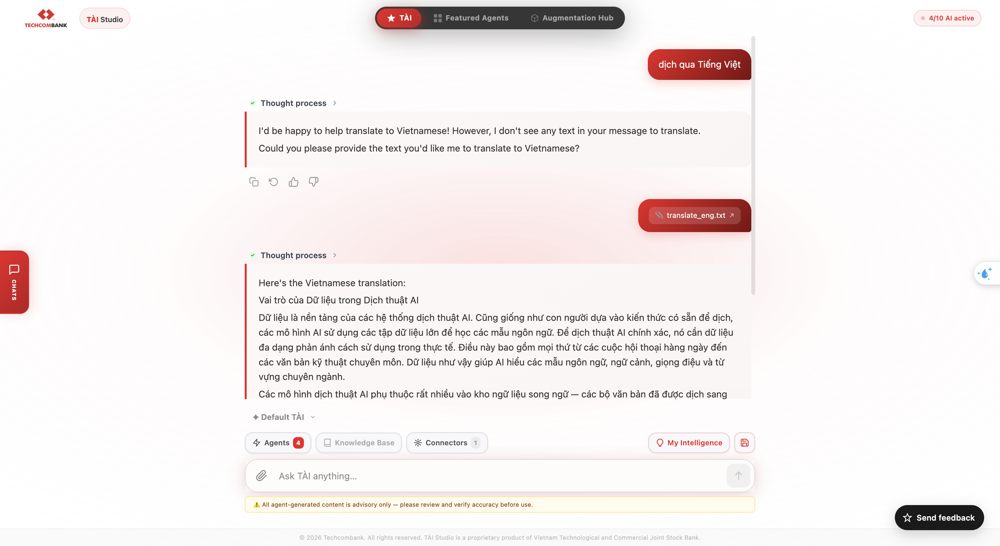 TECHCOMBANK
TÀI Studio
TÀI
Featured Agents
Augmentation Hub
4/10 AI active
dịch qua Tiếng Việt
Thought process
I'd be happy to help translate to Vietnamese! However, I don't see any text in your message to translate.
Could you please provide the text you'd like me to translate to Vietnamese?
translate_eng.txt
Thought process
Here's the Vietnamese translation:
Vai trò của Dữ liệu trong Dịch thuật AI
Dữ liệu là nền tảng của các hệ thống dịch thuật AI. Cũng giống như con người dựa vào kiến thức có sẵn để dịch,
các mô hình AI sử dụng các tập dữ liệu lớn để học các mẫu ngôn ngữ. Để dịch thuật AI chính xác, nó cần dữ liệu
đa dạng phản ánh cách sử dụng trong thực tế. Điều này bao gồm mọi thứ từ các cuộc hội thoại hàng ngày đến
các văn bản kỹ thuật chuyên môn. Dữ liệu như vậy giúp AI hiểu các mẫu ngôn ngữ, ngữ cảnh, giọng điệu và từ
vựng chuyên ngành.
Các mô hình dịch thuật AI phụ thuộc rất nhiều vào kho ngữ liệu song ngữ — các bộ văn bản đã được dịch sang
CHATS
Default TÀI
Agents 4
Knowledge Base
Connectors 1
My Intelligence
Ask TÀI anything...
All agent-generated content is advisory only — please review and verify accuracy before use.
Send feedback
© 2026 Techcombank. All rights reserved. TÀI Studio is a proprietary product of Vietnam Technological and Commercial Joint Stock Bank.